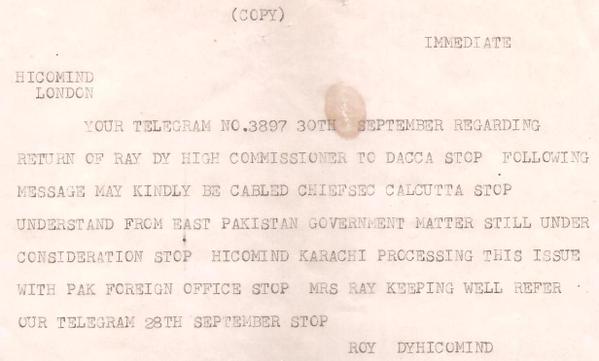 (COPY)
IMMEDIATE
HICOMIND
LONDON
YOUR TELEGRAM NO.3897 30TH SEPTEMBER REGARDING
RETURN OF RAY DY HIGH COMMISSIONER TO DACCA STOP FOLLOWING
MESSAGE MAY KINDLY BE CABLED CHIEFSEC CALCUTTA STOP
UNDERSTAND FROM EAST PAKISTAN GOVERNMENT MATTER STILL UNDER
CONSIDERATION STOP HICOMIND KARACHI PROCESSING THIS ISSUE
WITH PAK FOREIGN OFFICE STOP MRS RAY KEEPING WELL REFER
OUR TELEGRAM 28TH SEPTEMBER STOP
ROY DYHICOMIND